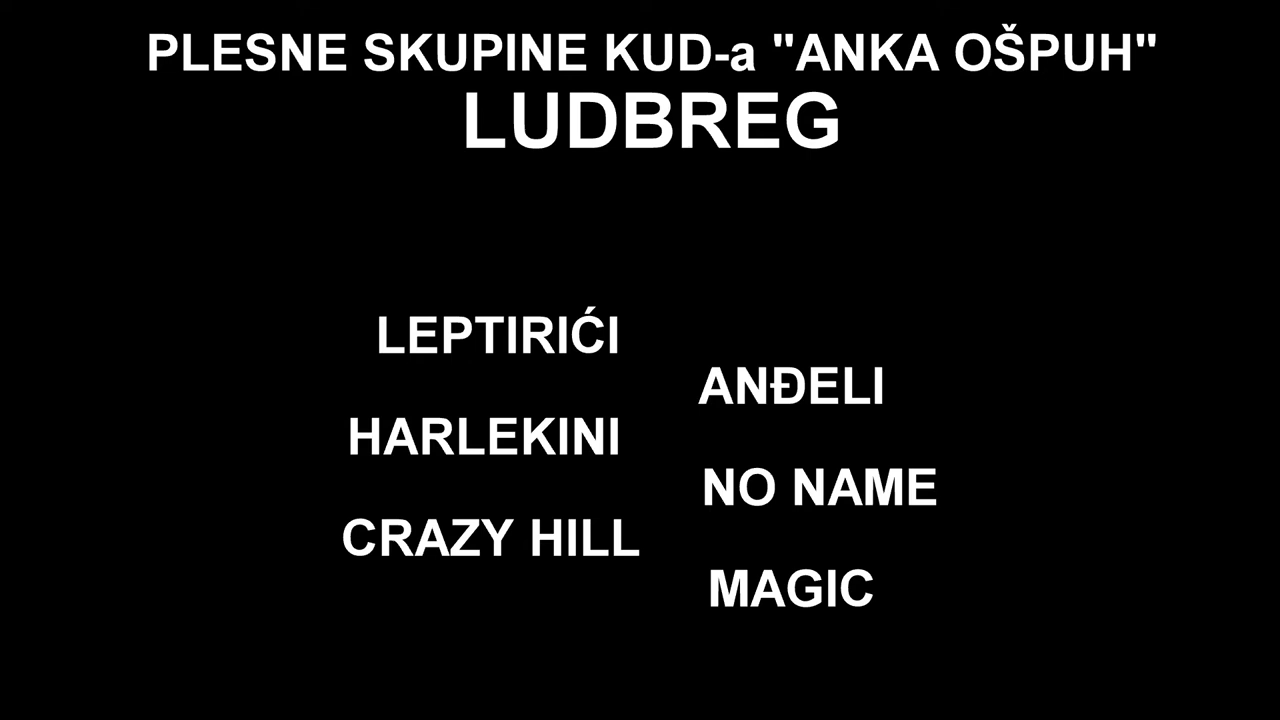 PLESNE SKUPINE KUD-a "ANKA OŠPUH"
LUDBREG
LEPTIRIĆI
ANĐELI
HARLEKINI
NO NAME
CRAZY HILL
MAGIC